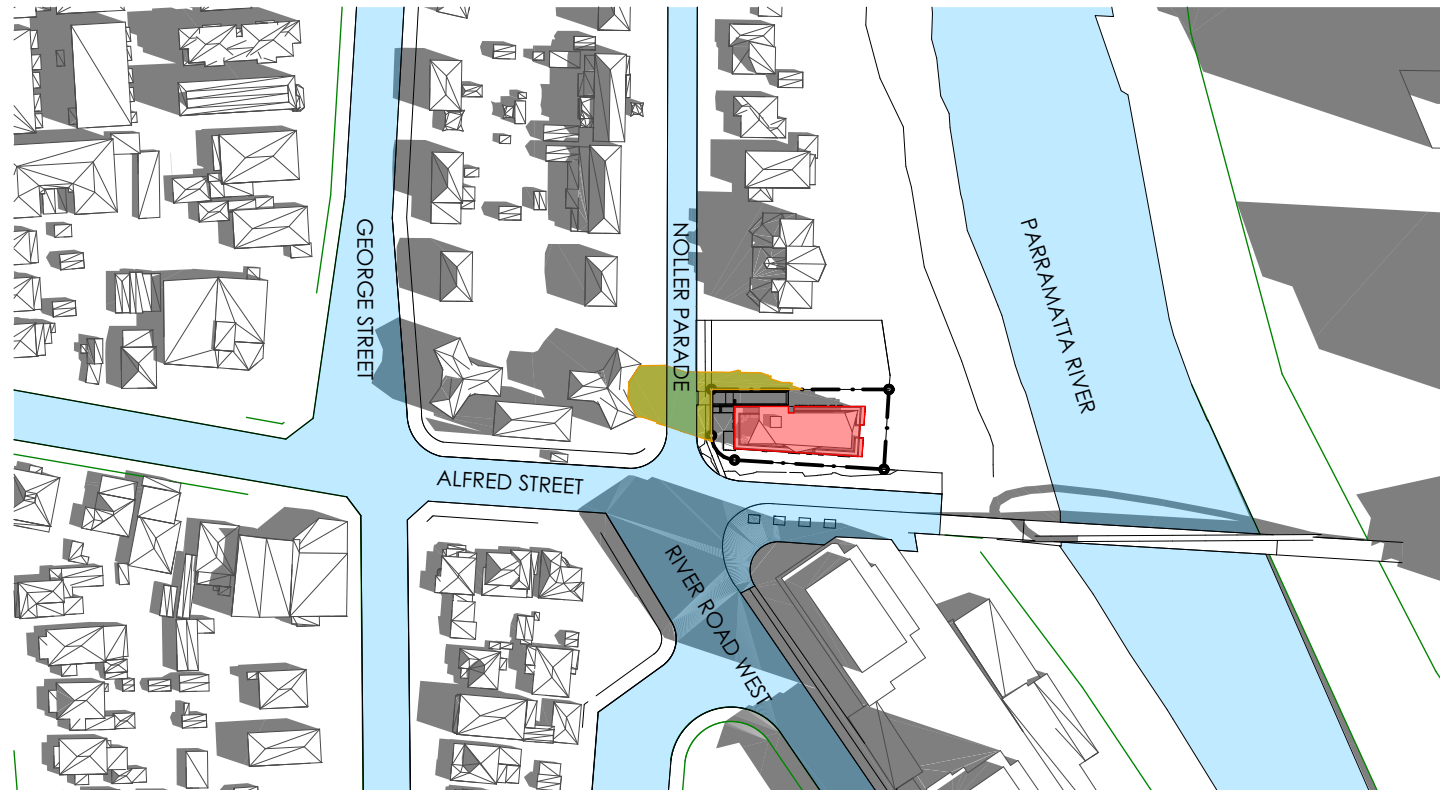 GEORGE STREET
NOLLER PARADE
PARRAMATTA RIVER
ALFRED STREET
RIVER ROAD WEST